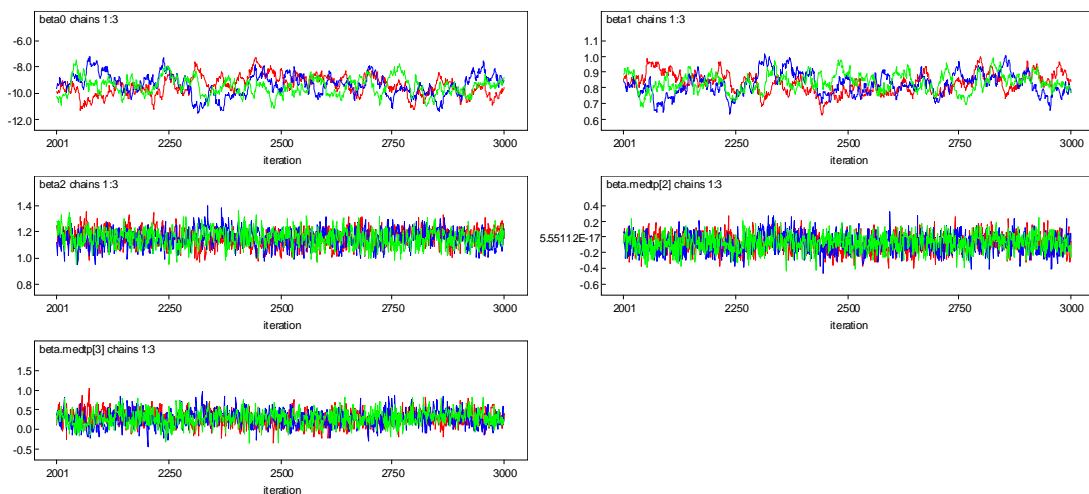 beta0 chains 1:3
-6.0
-8.0
-10.0
-12.0
2001 2250 2500 2750 3000
iteration
beta1 chains 1:3
1.1
1.0
0.9
0.8
0.7
0.6
2001 2250 2500 2750 3000
iteration
beta2 chains 1:3
1.4
1.2
1.0
0.8
2001 2250 2500 2750 3000
iteration
beta.medtp[2] chains 1:3
0.4
0.2
5.55112E-17
-0.2
-0.4
-0.6
2001 2250 2500 2750 3000
iteration
beta.medtp[3] chains 1:3
1.5
1.0
0.5
0.0
-0.5
2001 2250 2500 2750 3000
iteration